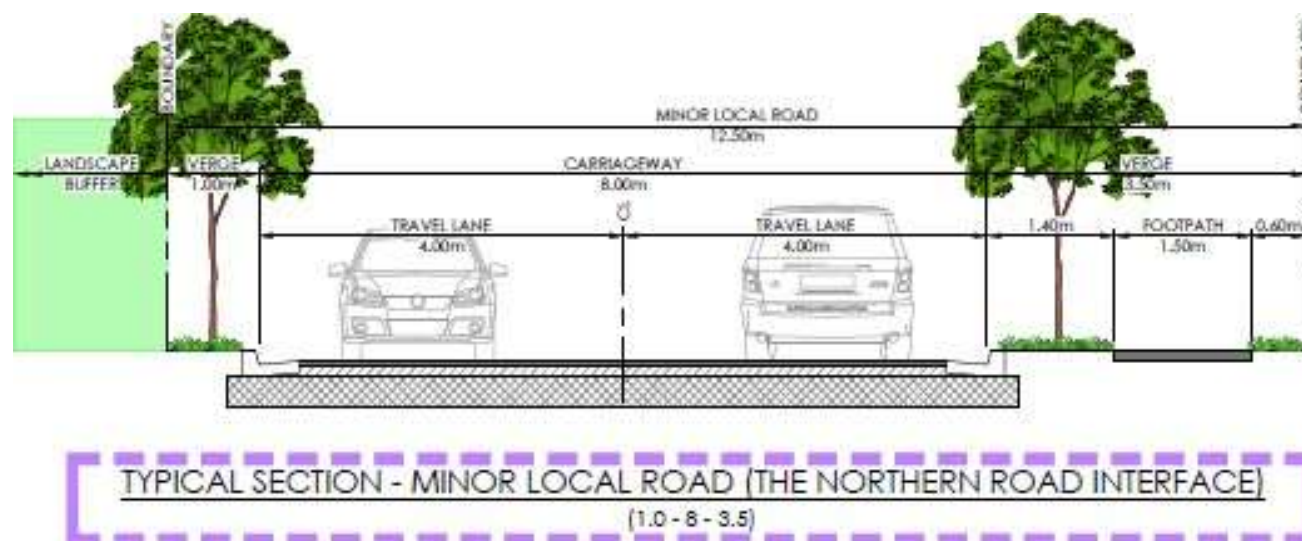 BOUNDARY
MINOR LOCAL ROAD
12.50m
LANDSCAPE
BUFFER
VERGE
1.00m
CARRIAGEWAY
8.00m
VERGE
3.50m
TRAVEL LANE
4.00m
TRAVEL LANE
4.00m
1.40m
FOOTPATH
1.50m
0.60m
TYPICAL SECTION - MINOR LOCAL ROAD (THE NORTHERN ROAD INTERFACE)
(1.0 - 8 - 3.5)